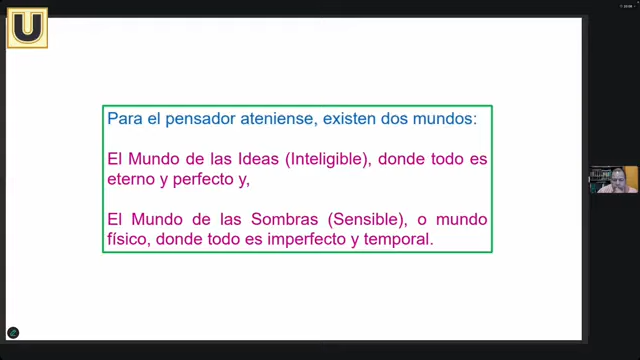 U
Para el pensador ateniense, existen dos mundos:
El Mundo de las Ideas (Inteligible), donde todo es
eterno y perfecto y,
El Mundo de las Sombras (Sensible), o mundo
físico, donde todo es imperfecto y temporal.